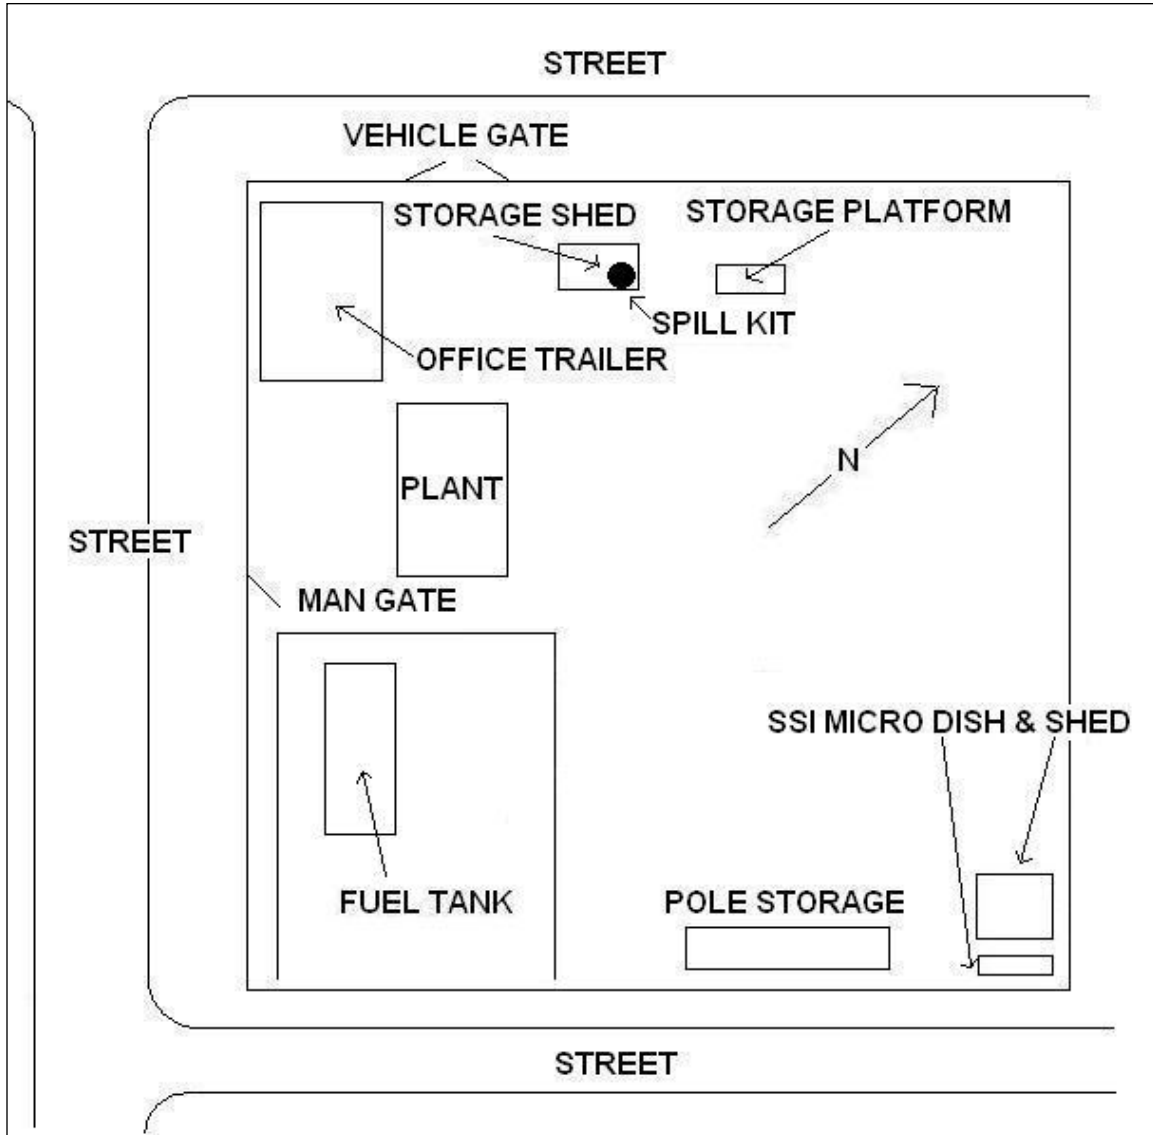 STREET
VEHICLE GATE
STORAGE SHED
STORAGE PLATFORM
SPILL KIT
OFFICE TRAILER
N
PLANT
STREET
MAN GATE
SSI MICRO DISH & SHED
FUEL TANK
POLE STORAGE
STREET